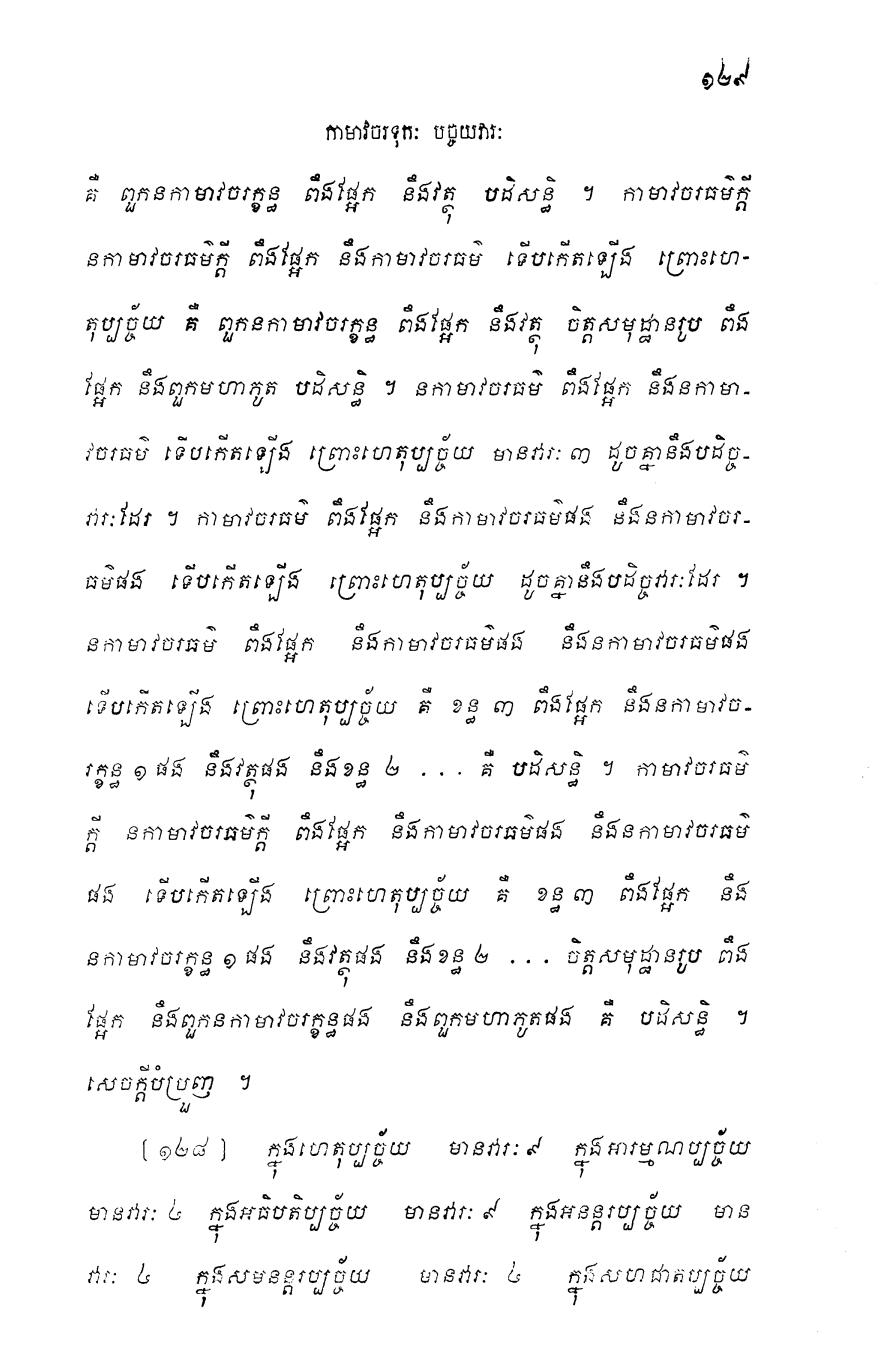 ១២៩
កាមាវចរទុកៈ បច្ចយវារៈ
គឺ ពួកនកាមាវចរក្ខន្ធ ពឹងផ្អែក នឹងវត្ថុ បដិសន្ធិ ។ កាមាវចរធម៌ក្តី
នកាមាវចរធម៌ក្តី ពឹងផ្អែក នឹងកាមាវចរធម៌ ទើបកើតឡើង ព្រោះហេ-
តុប្បច្ច័យ គឺ ពួកនកាមាវចរក្ខន្ធ ពឹងផ្អែក នឹងវត្ថុ ចិត្តសមុដ្ឋានរូប ពឹង
ផ្អែក នឹងពួកមហាភូត បដិសន្ធិ ។ នកាមាវចរធម៌ ពឹងផ្អែក នឹងនកាមា-
វចរធម៌ ទើបកើតឡើង ព្រោះហេតុប្បច្ច័យ មានវារៈ ៣ ដូចគ្នានឹងបដិច្ច-
វារៈដែរ ។ កាមាវចរធម៌ ពឹងផ្អែក នឹងកាមាវចរធម៌ផង នឹងនកាមាវចរ-
ធម៌ផង ទើបកើតឡើង ព្រោះហេតុប្បច្ច័យ ដូចគ្នានឹងបដិច្ចវារៈដែរ ។
នកាមាវចរធម៌ ពឹងផ្អែក នឹងកាមាវចរធម៌ផង នឹងនកាមាវចរធម៌ផង
ទើបកើតឡើង ព្រោះហេតុប្បច្ច័យ គឺ ខន្ធ ៣ ពឹងផ្អែក នឹងនកាមាវច-
រក្ខន្ធ ១ ផង នឹងវត្ថុផង នឹងខន្ធ ២ ... គឺ បដិសន្ធិ ។ កាមាវចរធម៌
ក្តី នកាមាវចរធម៌ក្តី ពឹងផ្អែក នឹងកាមាវចរធម៌ផង នឹងនកាមាវចរធម៌
ផង ទើបកើតឡើង ព្រោះហេតុប្បច្ច័យ គឺ ខន្ធ ៣ ពឹងផ្អែក នឹង
នកាមាវចរក្ខន្ធ ១ ផង នឹងវត្ថុផង នឹងខន្ធ ២ ... ចិត្តសមុដ្ឋានរូប ពឹង
ផ្អែក នឹងពួកនកាមាវចរក្ខន្ធផង នឹងពួកមហាភូតផង គឺ បដិសន្ធិ ។
សេចក្តីបំប្រួញ ។
[ ១២៨ ] ក្នុងហេតុប្បច្ច័យ មានវារៈ ៩ ក្នុងអារម្មណប្បច្ច័យ
មានវារៈ ៤ ក្នុងអធិបតិប្បច្ច័យ មានវារៈ ៩ ក្នុងអនន្តរប្បច្ច័យ មាន
វារៈ ៤ ក្នុងសមនន្តរប្បច្ច័យ មានវារៈ ៤ ក្នុងសហជាតប្បច្ច័យ